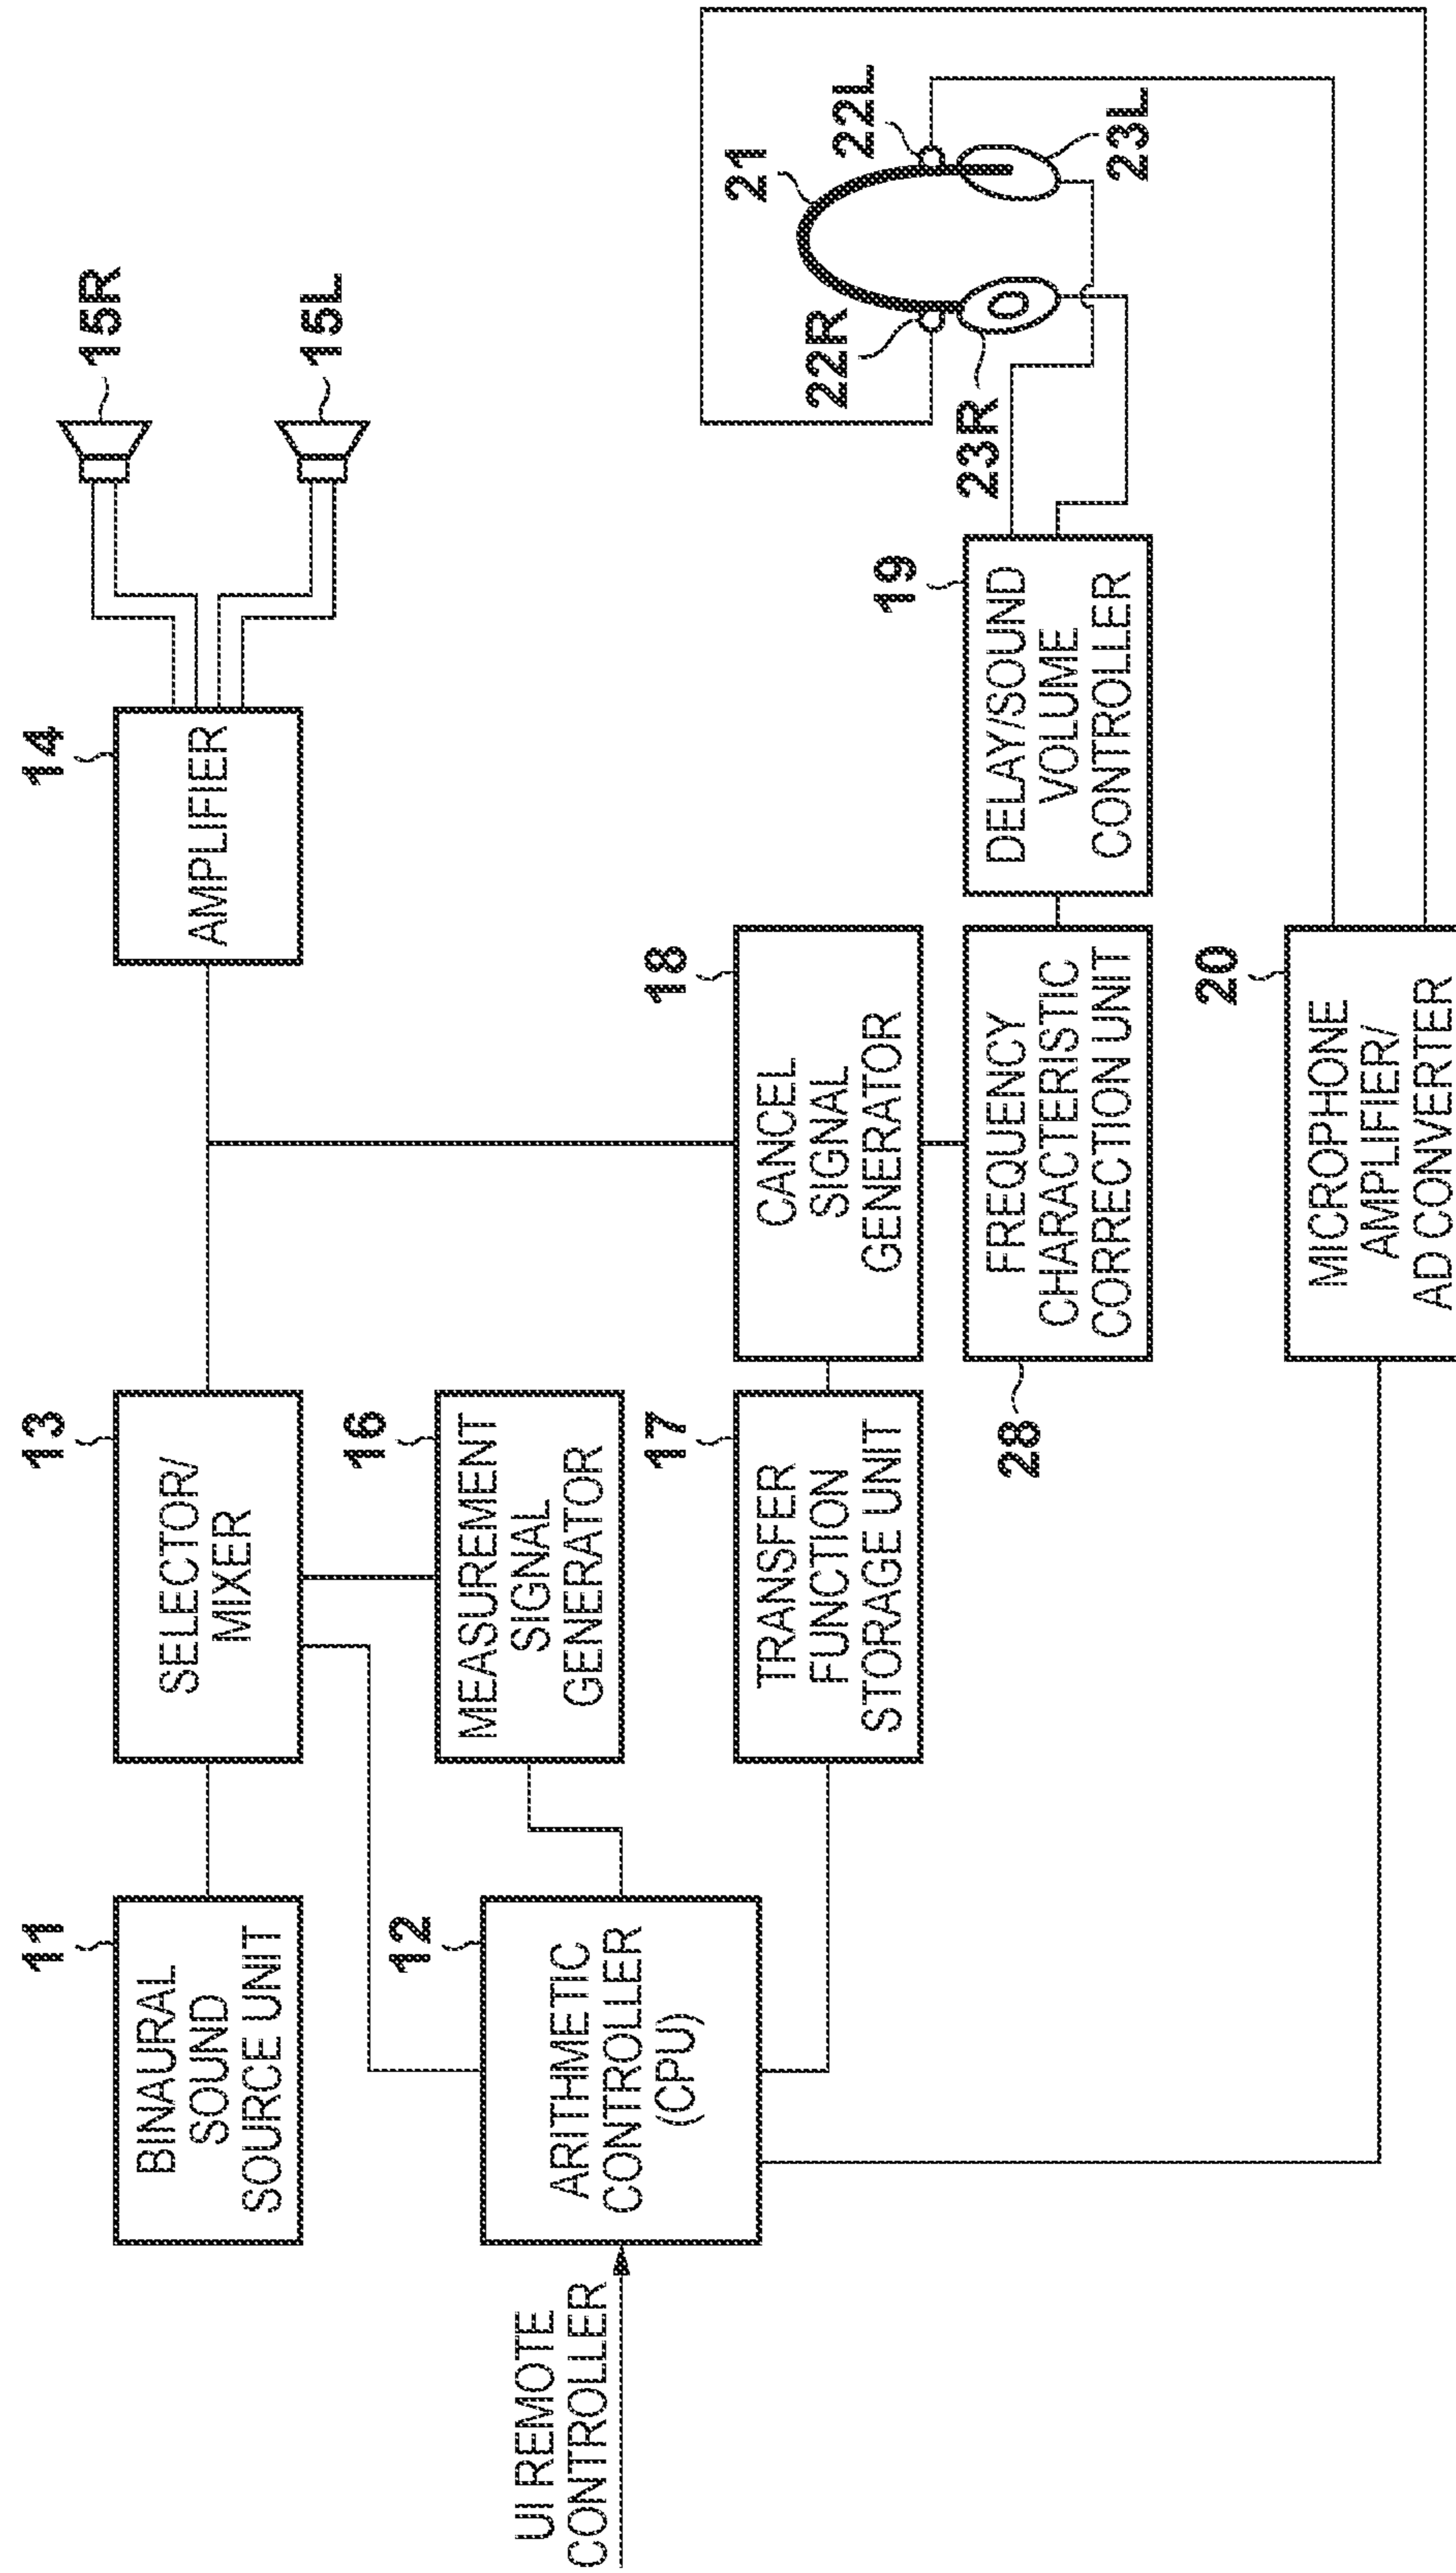 11
BINAURAL
SOUND
SOURCE UNIT
13
SELECTOR/
MIXER
14
AMPLIFIER
15R
15L
UI REMOTE
CONTROLLER
12
ARITHMETIC
CONTROLLER
(CPU)
16
MEASUREMENT
SIGNAL
GENERATOR
17
TRANSFER
FUNCTION
STORAGE UNIT
18
CANCEL
SIGNAL
GENERATOR
28
FREQUENCY
CHARACTERISTIC
CORRECTION UNIT
19
DELAY/SOUND
VOLUME
CONTROLLER
21
22R
22L
23R
23L
20
MICROPHONE
AMPLIFIER/
AD CONVERTER